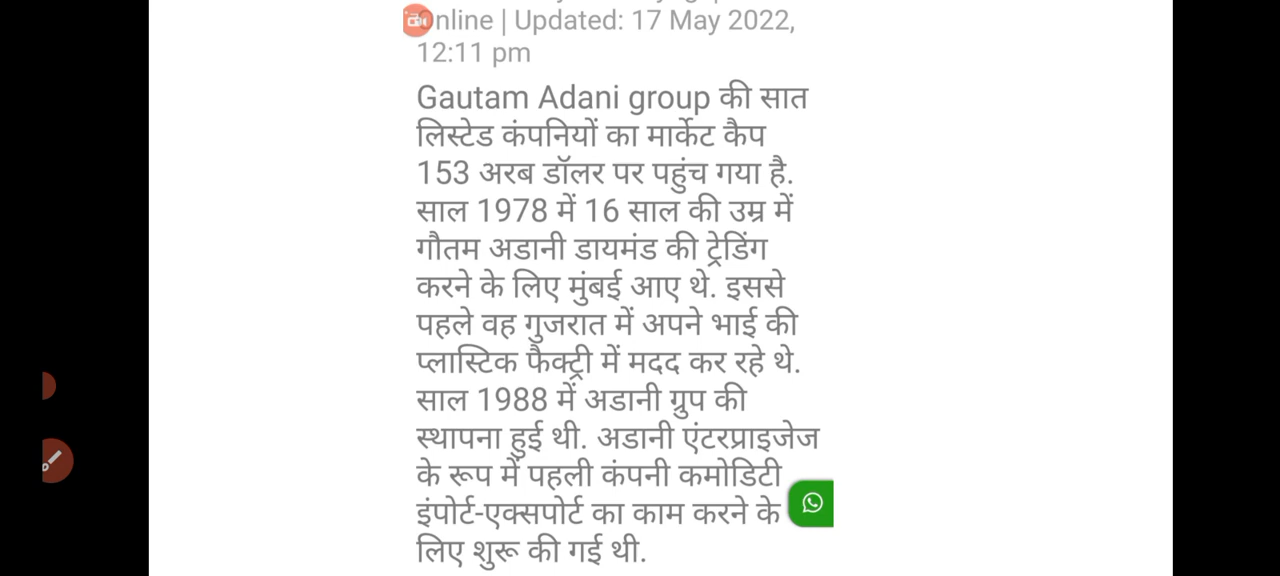 Online | Updated: 17 May 2022,
12:11 pm
Gautam Adani group की सात
लिस्टेड कंपनियों का मार्केट कैप
153 अरब डॉलर पर पहुंच गया है.
साल 1978 में 16 साल की उम्र में
गौतम अडानी डायमंड की ट्रेडिंग
करने के लिए मुंबई आए थे. इससे
पहले वह गुजरात में अपने भाई की
प्लास्टिक फैक्ट्री में मदद कर रहे थे.
साल 1988 में अडानी ग्रुप की
स्थापना हुई थी. अडानी एंटरप्राइजेज
के रूप में पहली कंपनी कमोडिटी
इंपोर्ट-एक्सपोर्ट का काम करने के
लिए शुरू की गई थी.